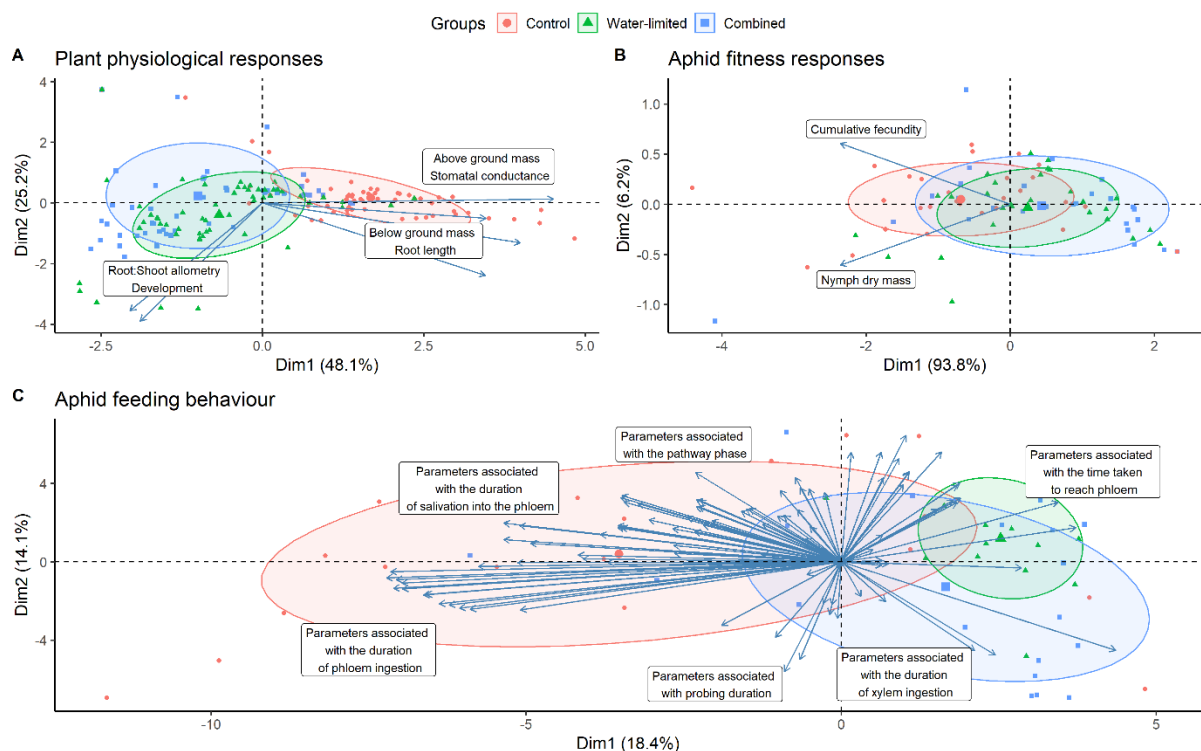 Groups Control Water-limited Combined
A
Plant physiological responses
4
2
0
-2
-4
Dim2 (25.2%)
Above ground mass
Stomatal conductance
Below ground mass
Root length
Root:Shoot allometry
Development
-2.5 0.0 2.5 5.0
Dim1 (48.1%)
B
Aphid fitness responses
1.0
0.5
0.0
-0.5
-1.0
Dim2 (6.2%)
Cumulative fecundity
Nymph dry mass
-4 -2 0 2
Dim1 (93.8%)
C
Aphid feeding behaviour
4
0
-4
Dim2 (14.1%)
Parameters associated
with the pathway phase
Parameters associated
with the duration
of salivation into the phloem
Parameters associated
with the time taken
to reach phloem
Parameters associated
with the duration
of phloem ingestion
Parameters associated
with probing duration
Parameters associated
with the duration
of xylem ingestion
-10 -5 0 5
Dim1 (18.4%)